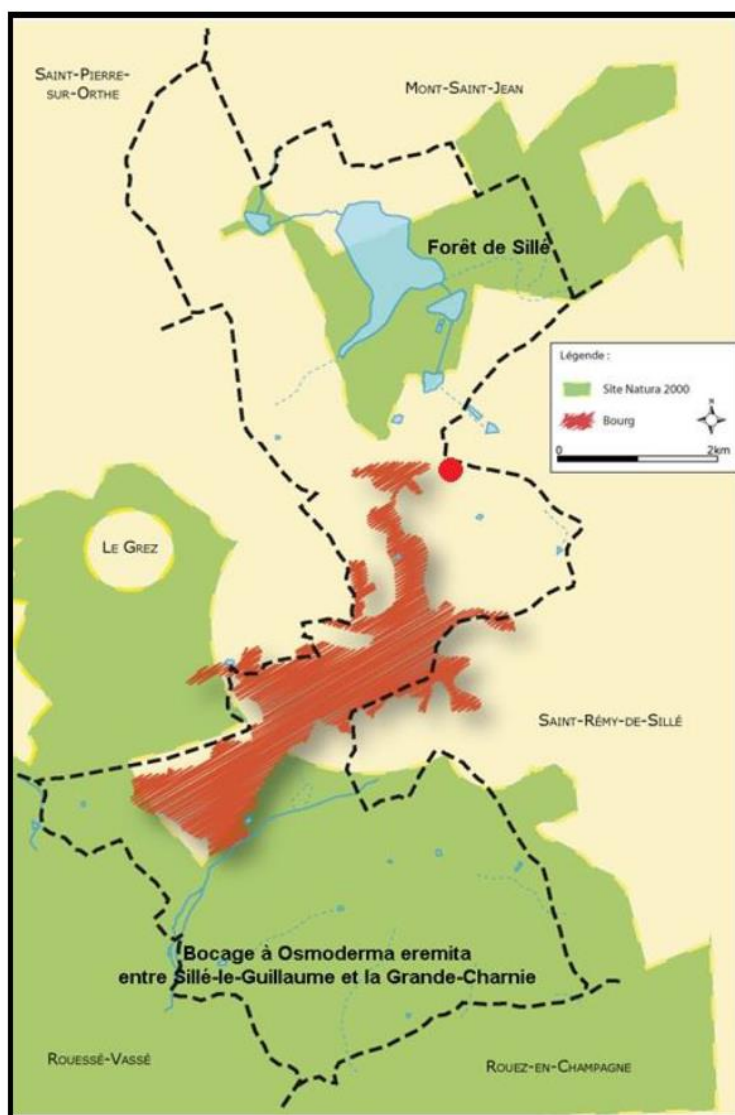 SAINT-PIERRE-
SUR-ORTHE
MONT-SAINT-JEAN
Forêt de Sillé
Légende :
Site Natura 2000
Bourg
N
0 2km
LE GREZ
SAINT-RÉMY-DE-SILLÉ
Bocage à Osmoderma eremita
entre Sillé-le-Guillaume et la Grande-Charnie
ROUESSÉ-VASSÉ
ROUEZ-EN-CHAMPAGNE